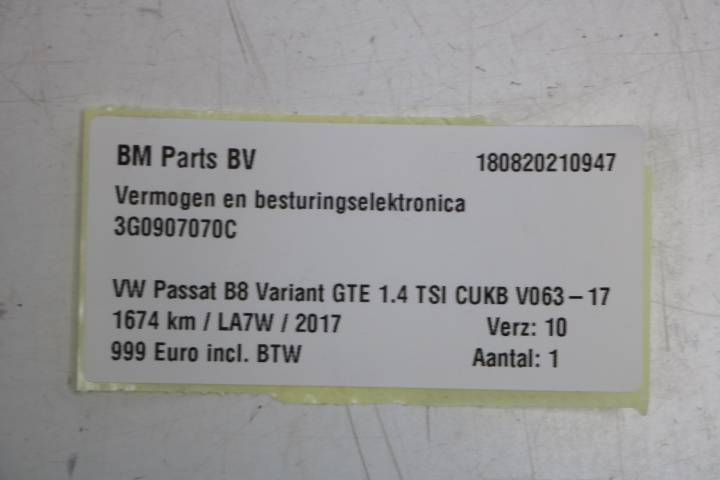 BM Parts BV 180820210947
Vermogen en besturingselektronica
3G0907070C
VW Passat B8 Variant GTE 1.4 TSI CUKB V063-17
1674 km / LA7W / 2017 Verz: 10
999 Euro incl. BTW Aantal: 1